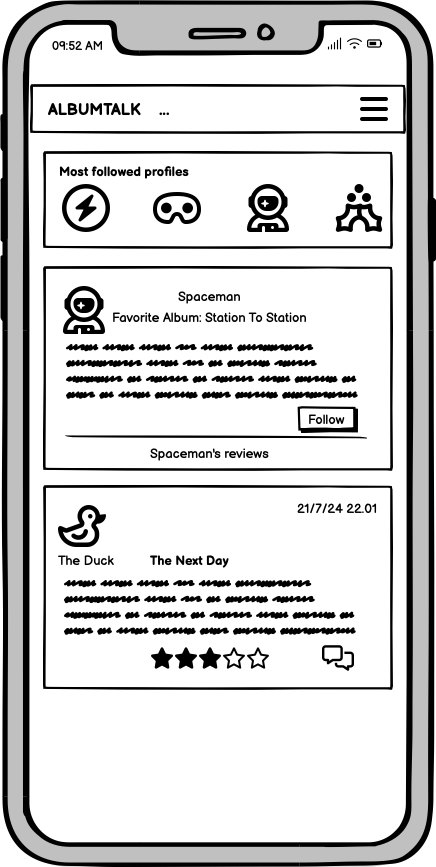 09:52 AM
ALBUMTALK ...
Most followed profiles
Spaceman
Favorite Album: Station To Station
Follow
Spaceman's reviews
21/7/24 22.01
The Duck The Next Day